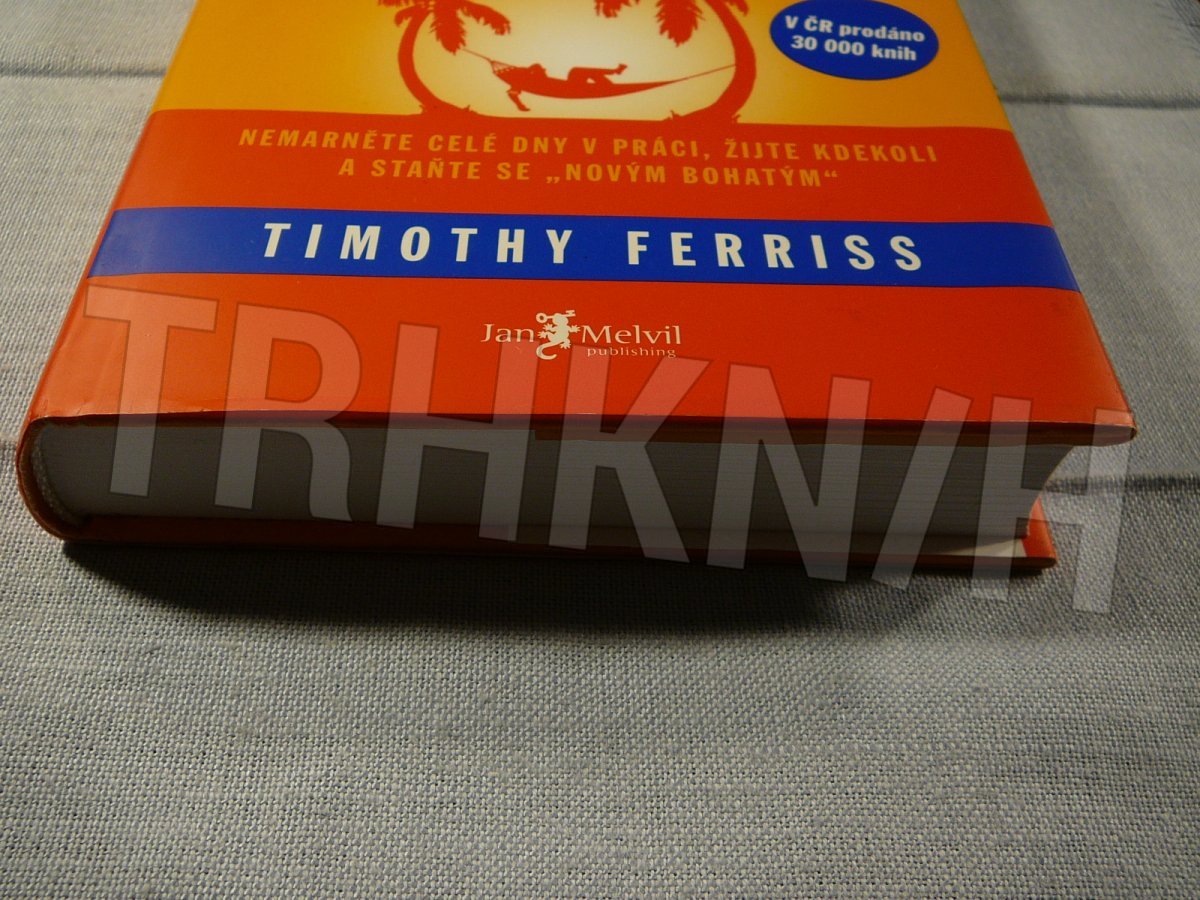 V ČR prodáno
30 000 knih
NEMARNĚTE CELÉ DNY V PRÁCI, ŽIJTE KDEKOLI
A STAŇTE SE „NOVÝM BOHATÝM“
TIMOTHY FERRISS
Jan Melvil
publishing
TRHKNIH